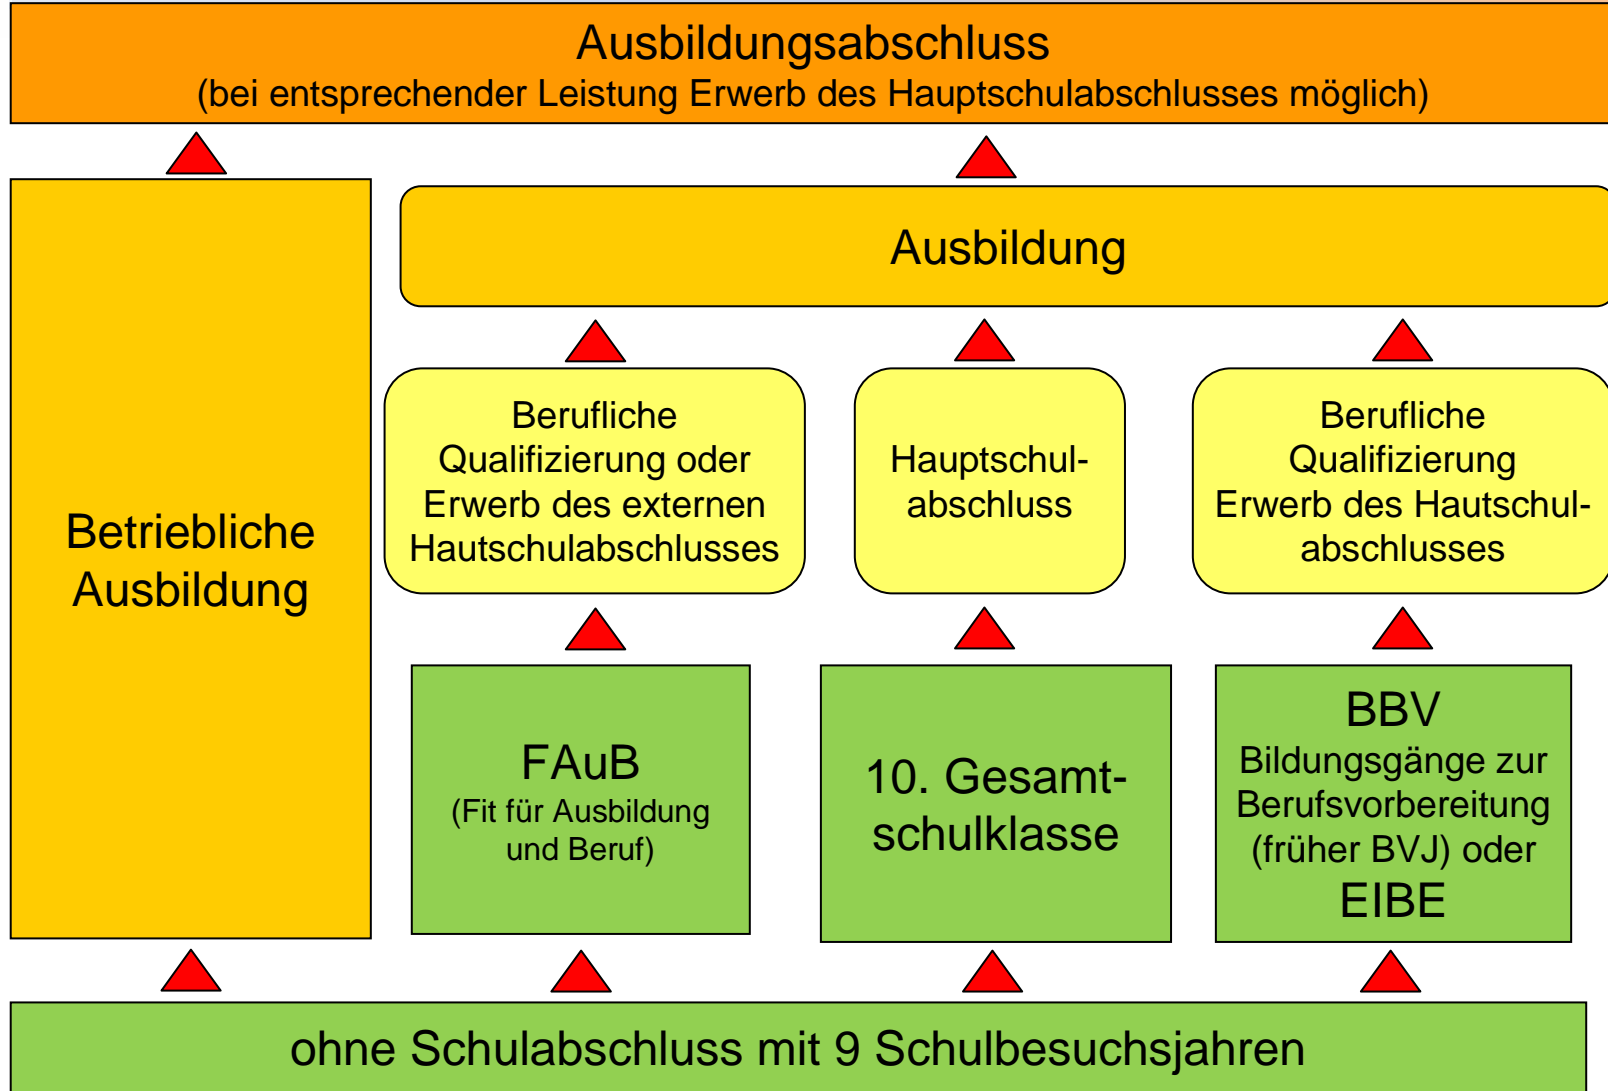 Ausbildungsabschluss
(bei entsprechender Leistung Erwerb des Hauptschulabschlusses möglich)
Betriebliche
Ausbildung
Ausbildung
Berufliche
Qualifizierung oder
Erwerb des externen
Hautschulabschlusses
Hauptschul-
abschluss
Berufliche
Qualifizierung
Erwerb des Hautschul-
abschlusses
FAuB
(Fit für Ausbildung
und Beruf)
10. Gesamt-
schulklasse
BBV
Bildungsgänge zur
Berufsvorbereitung
(früher BVJ) oder
EIBE
ohne Schulabschluss mit 9 Schulbesuchsjahren